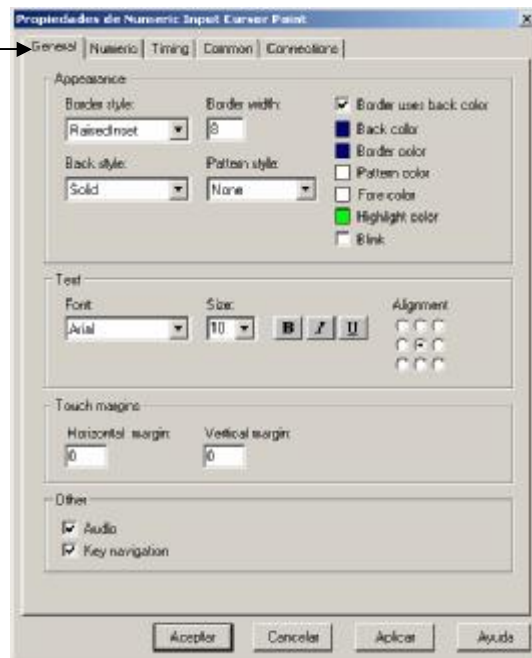 Propiedades de Numeric Input Cursor Point
General Numeric Timing Common Connections
Appearance
Border style: Border width: Border uses back color
RaisedInset 8 Back color
Border color
Back style: Pattern style: Pattern color
Solid None Fore color
Highlight color
Blink
Text
Font: Size: Alignment
Arial 10 B I U
Touch margins
Horizontal margin: Vertical margin:
0 0
Other
Audio
Key navigation
Aceptar Cancelar Aplicar Ayuda